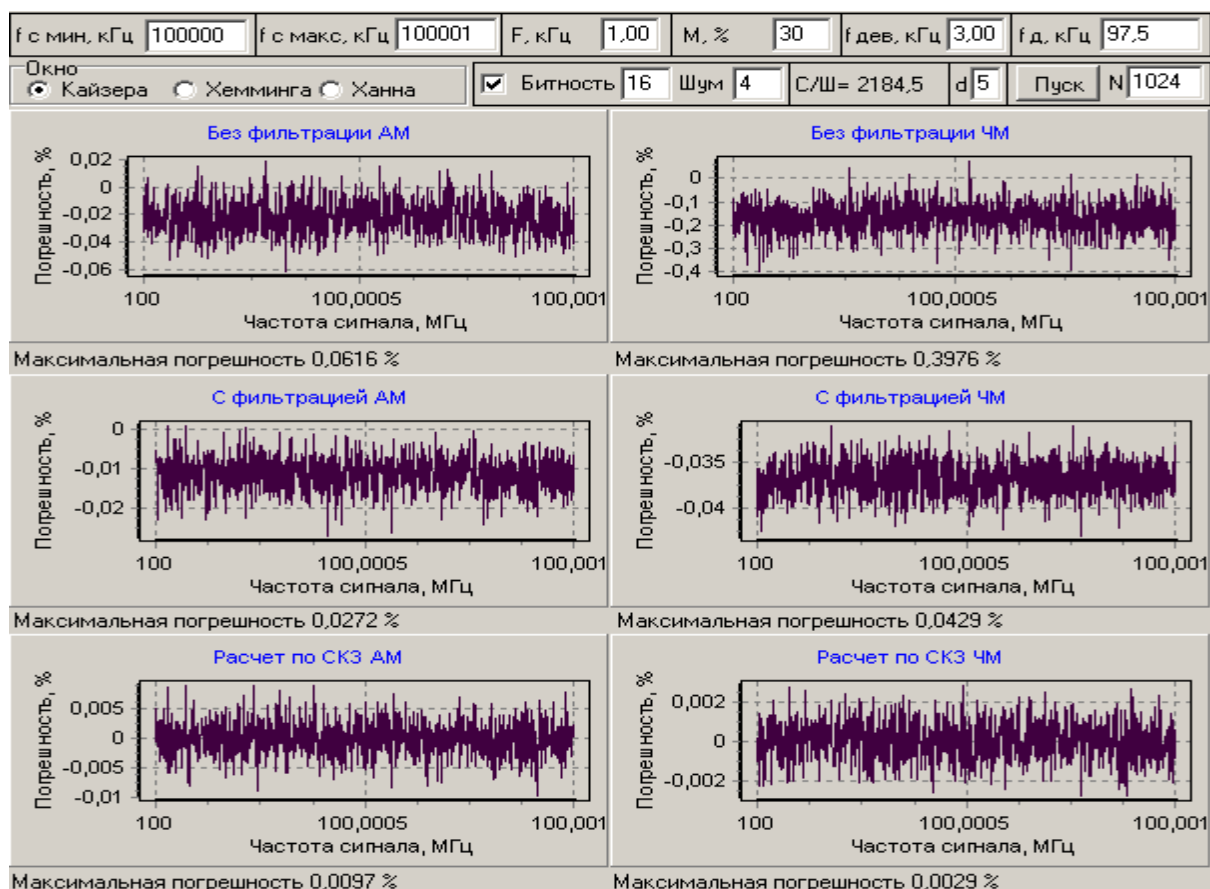 f с мин, кГц 100000 f с макс, кГц 100001 F, кГц 1,00 М, % 30 f дев, кГц 3,00 f д, кГц 97,5
Окно
Кайзера Хемминга Ханна Битность 16 Шум 4 С/Ш= 2184,5 d 5 Пуск N 1024
Без фильтрации АМ
Погрешность, %
0,02
0
-0,02
-0,04
-0,06
100 100,0005 100,001
Частота сигнала, МГц
Максимальная погрешность 0,0616 %
Без фильтрации ЧМ
Погрешность, %
0
-0,1
-0,2
-0,3
-0,4
100 100,0005 100,001
Частота сигнала, МГц
Максимальная погрешность 0,3976 %
С фильтрацией АМ
Погрешность, %
0
-0,01
-0,02
100 100,0005 100,001
Частота сигнала, МГц
Максимальная погрешность 0,0272 %
С фильтрацией ЧМ
Погрешность, %
-0,035
-0,04
100 100,0005 100,001
Частота сигнала, МГц
Максимальная погрешность 0,0429 %
Расчет по СКЗ АМ
Погрешность, %
0,005
0
-0,005
-0,01
100 100,0005 100,001
Частота сигнала, МГц
Максимальная погрешность 0,0097 %
Расчет по СКЗ ЧМ
Погрешность, %
0,002
0
-0,002
100 100,0005 100,001
Частота сигнала, МГц
Максимальная погрешность 0,0029 %